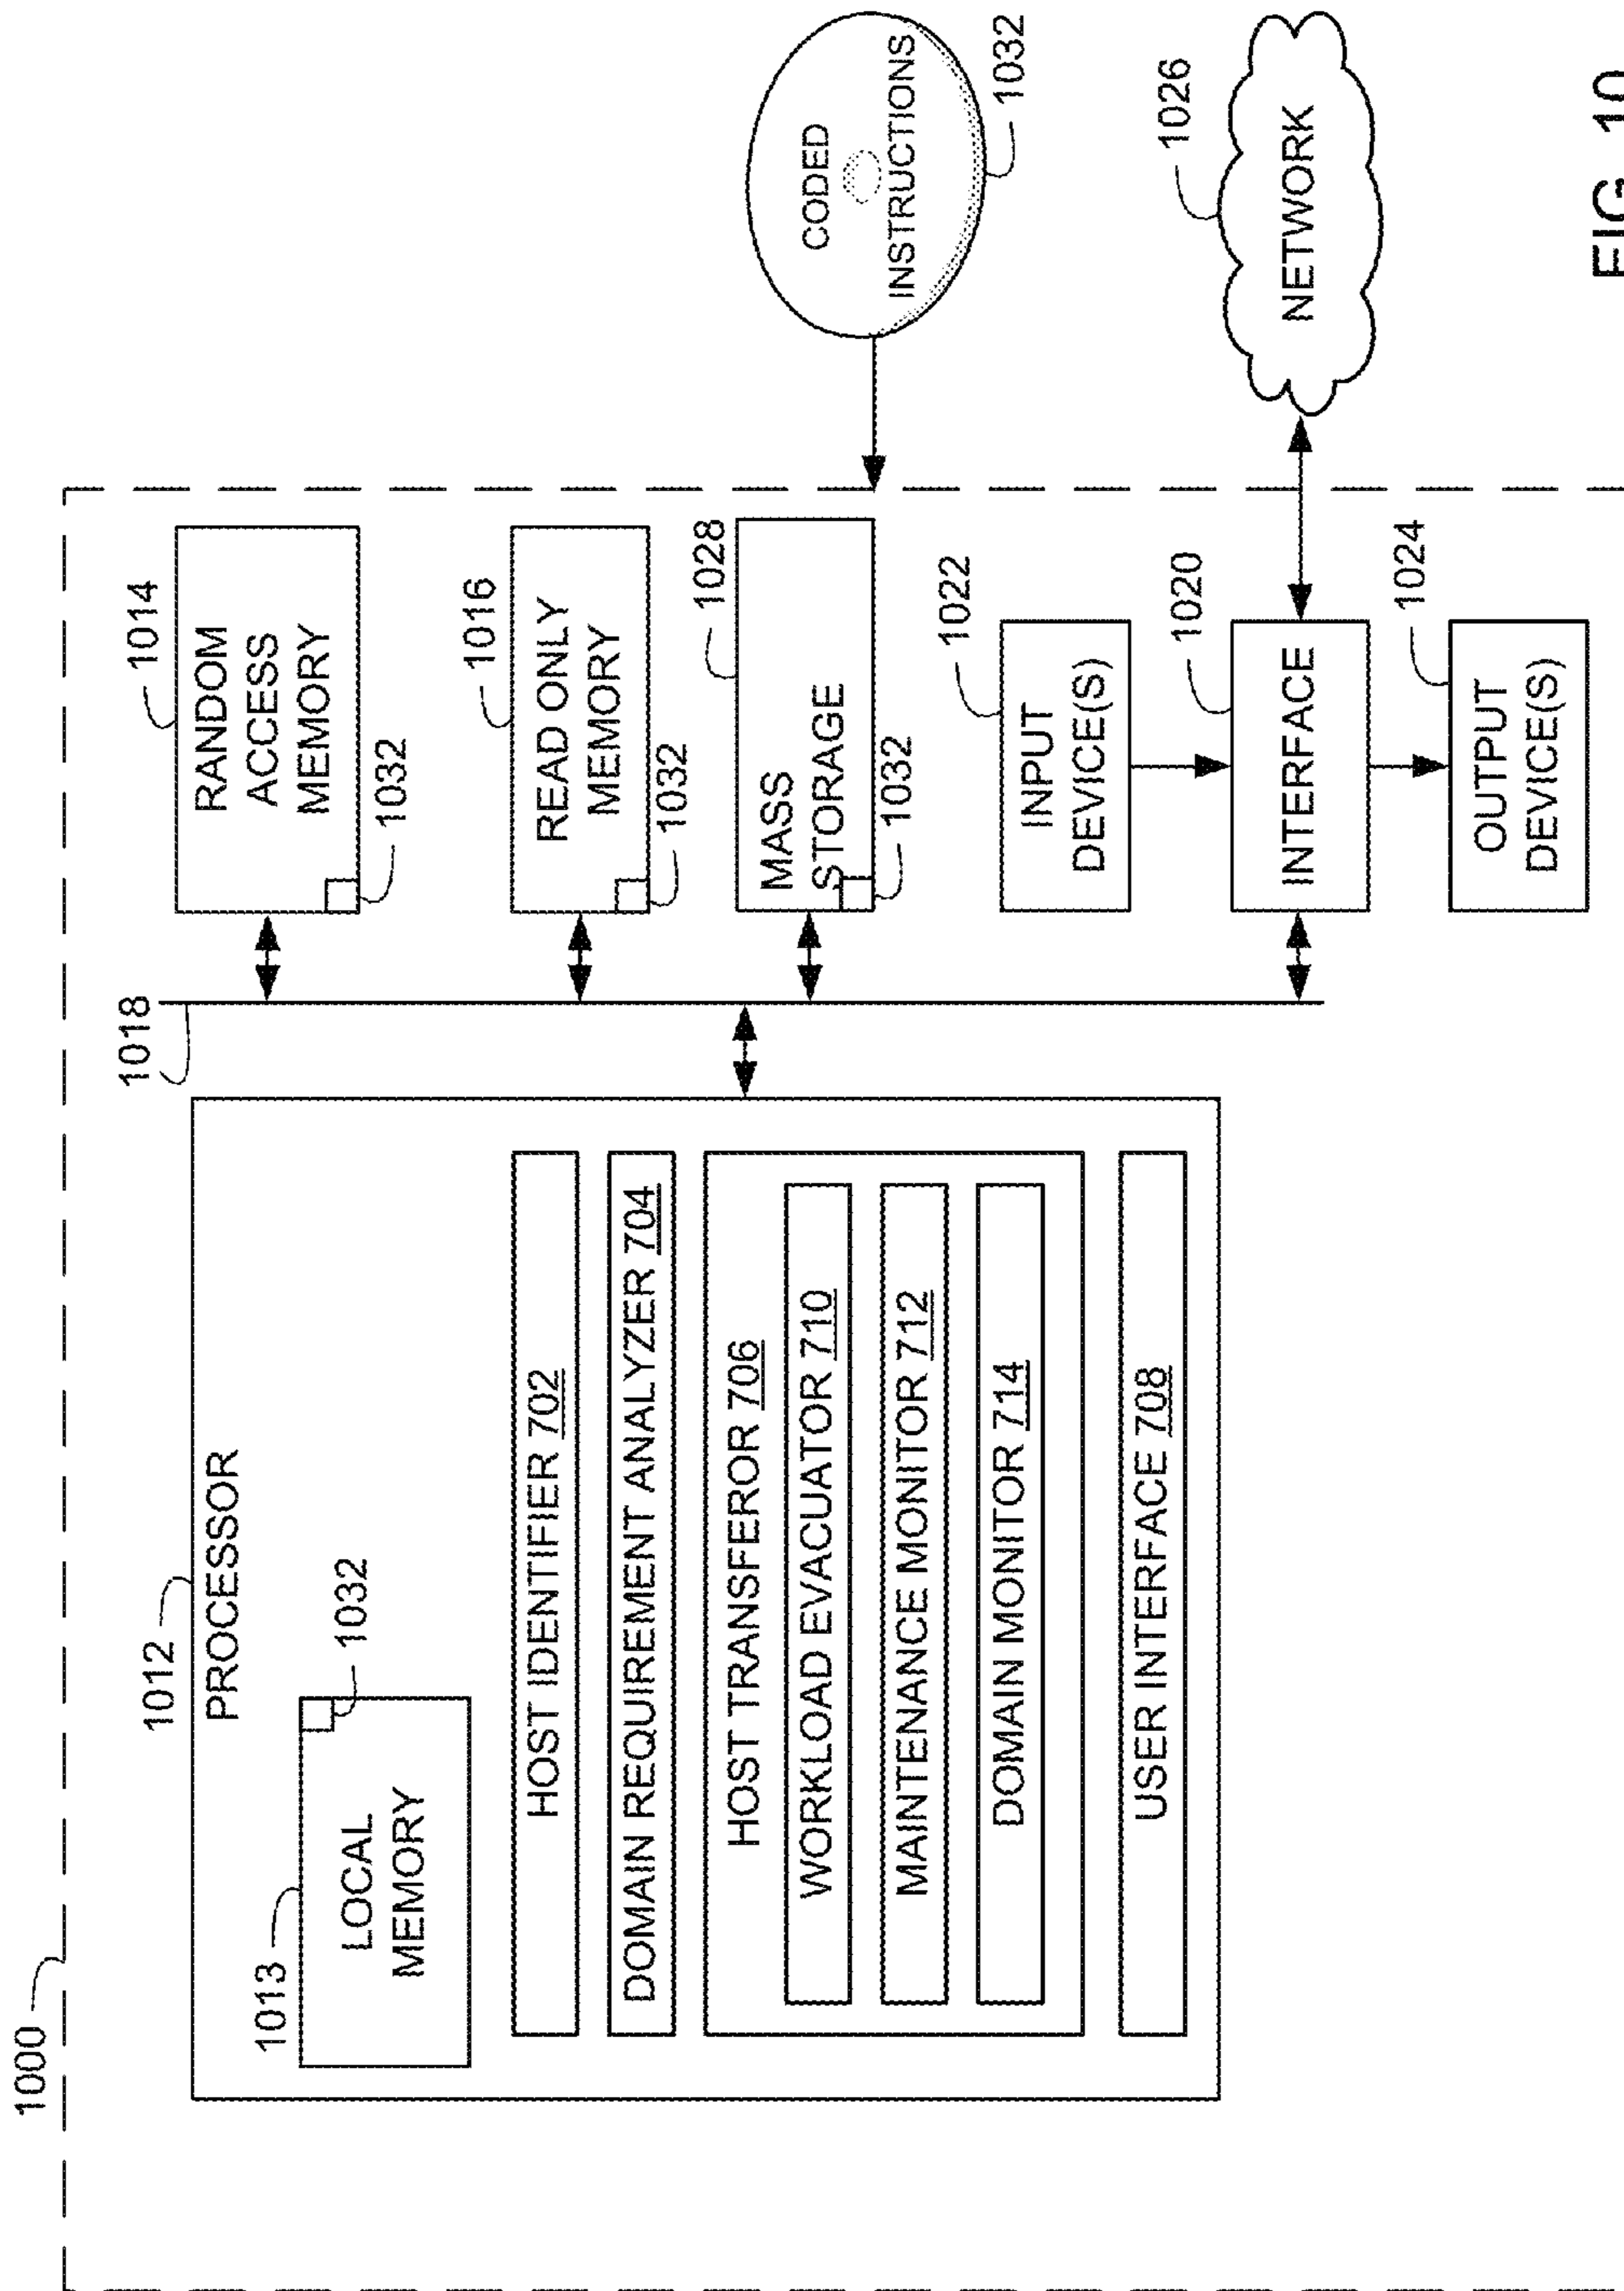 1000
1012
PROCESSOR
1013
LOCAL
MEMORY
1032
HOST IDENTIFIER 702
DOMAIN REQUIREMENT ANALYZER 704
HOST TRANSFEROR 706
WORKLOAD EVACUATOR 710
MAINTENANCE MONITOR 712
DOMAIN MONITOR 714
USER INTERFACE 708
1018
1014
RANDOM
ACCESS
MEMORY
1032
1016
READ ONLY
MEMORY
1032
1028
MASS
STORAGE
1032
1022
INPUT
DEVICE(S)
1020
INTERFACE
1024
OUTPUT
DEVICE(S)
CODED
INSTRUCTIONS
1032
1026
NETWORK
FIG. 10